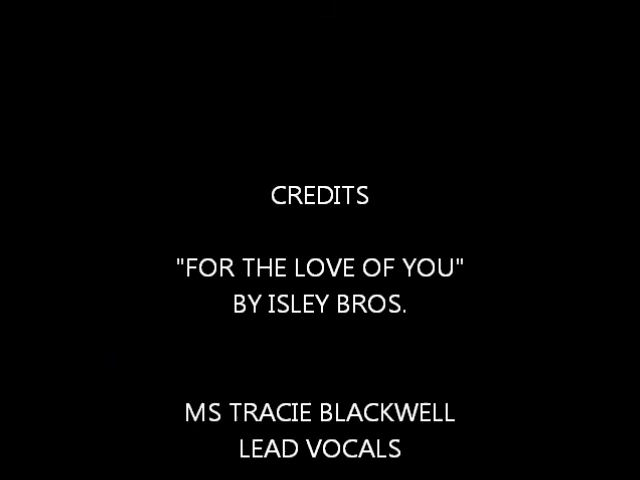 CREDITS
"FOR THE LOVE OF YOU"
BY ISLEY BROS.
MS TRACIE BLACKWELL
LEAD VOCALS